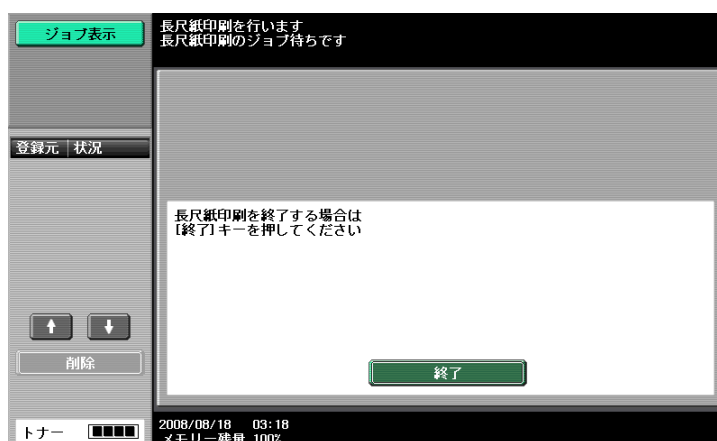 ジョブ表示
長尺紙印刷を行います
長尺紙印刷のジョブ待ちです
登録元 状況
長尺紙印刷を終了する場合は
[終了]キーを押してください
削除
終了
トナー
2008/08/18 03:18
メモリー残量 100%